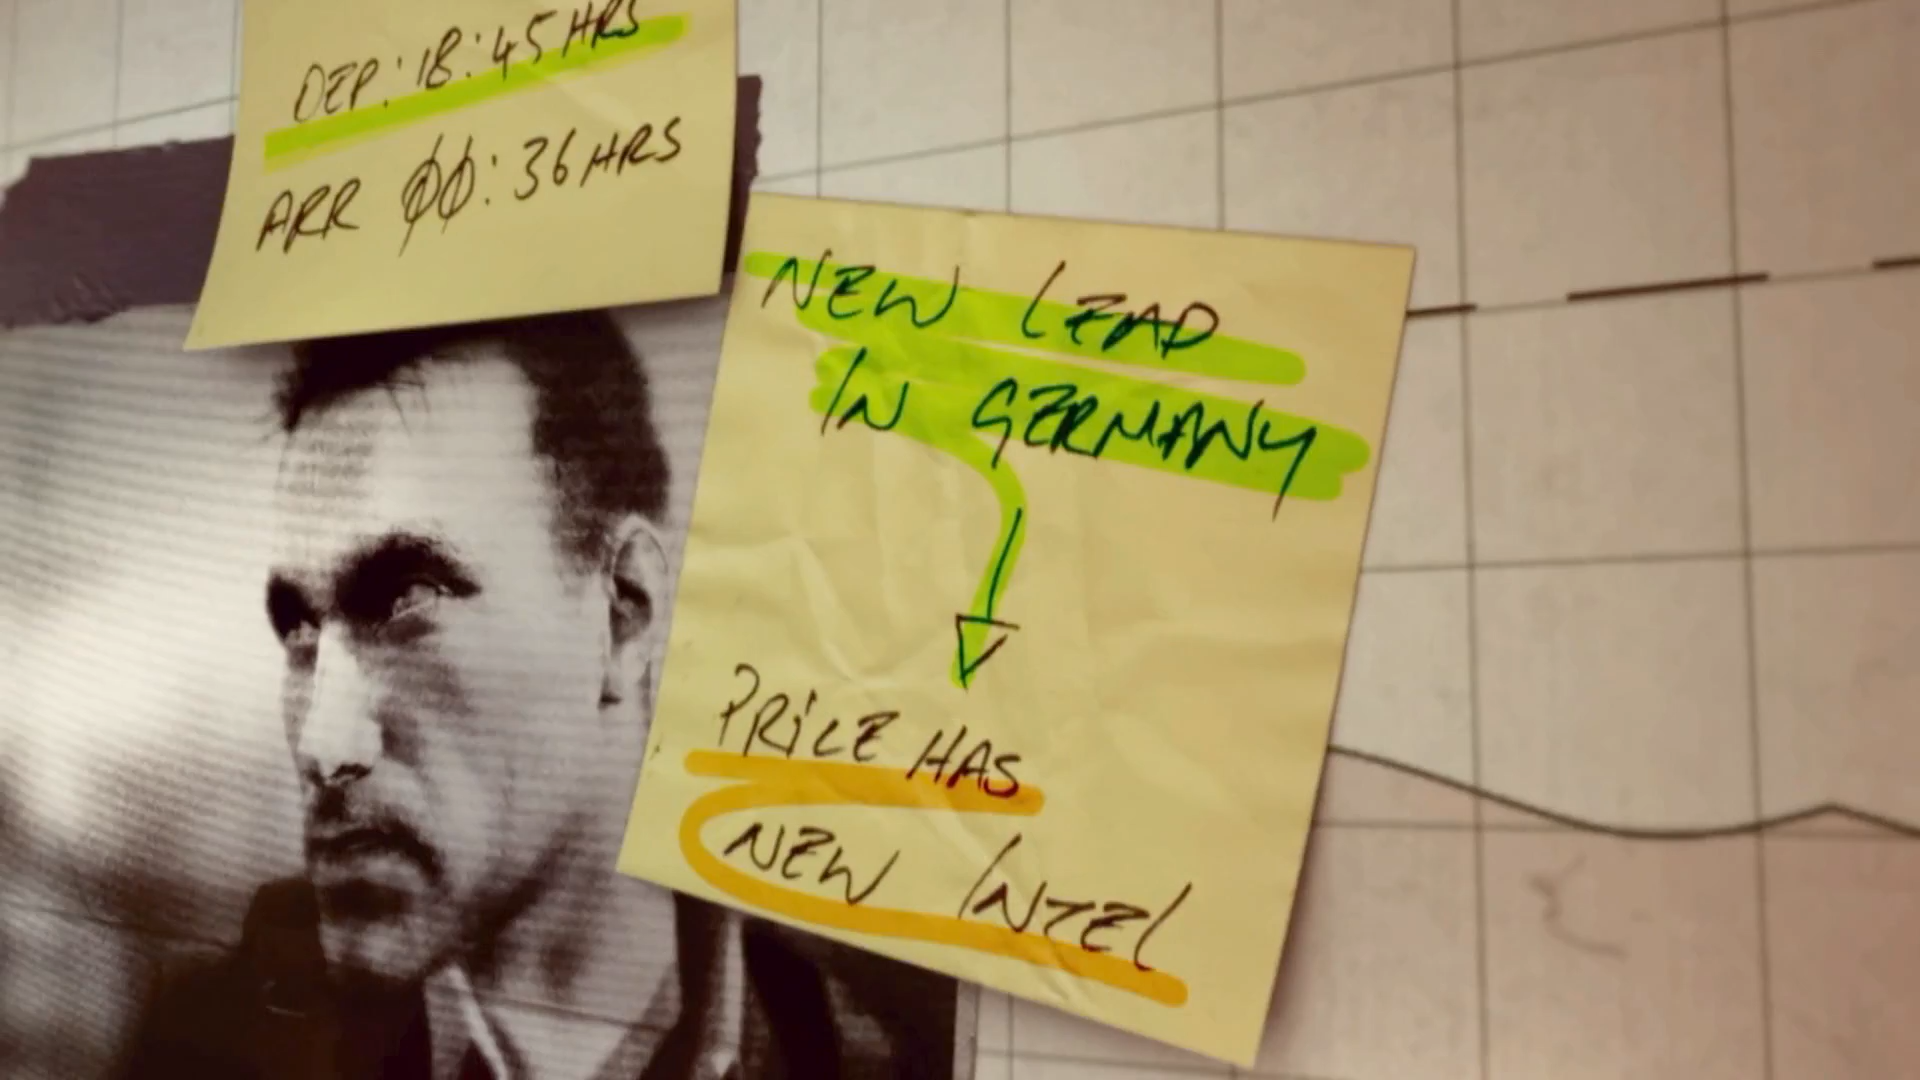 DEP: 18:45 HRS
ARR 00:36 HRS
NEW LEAD
IN GERMANY
PRICE HAS
NEW INTEL